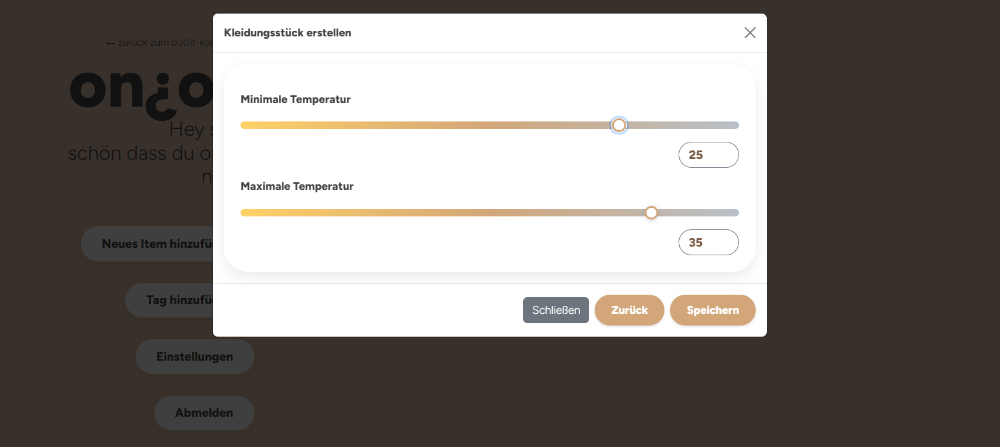 Kleidungsstück erstellen
← zurück zum outfit-kor
on¿o
Hey
schön dass du o
n
Minimale Temperatur
25
Maximale Temperatur
35
Neues Item hinzufü
Tag hinzufü
Einstellungen
Abmelden
Schließen
Zurück
Speichern